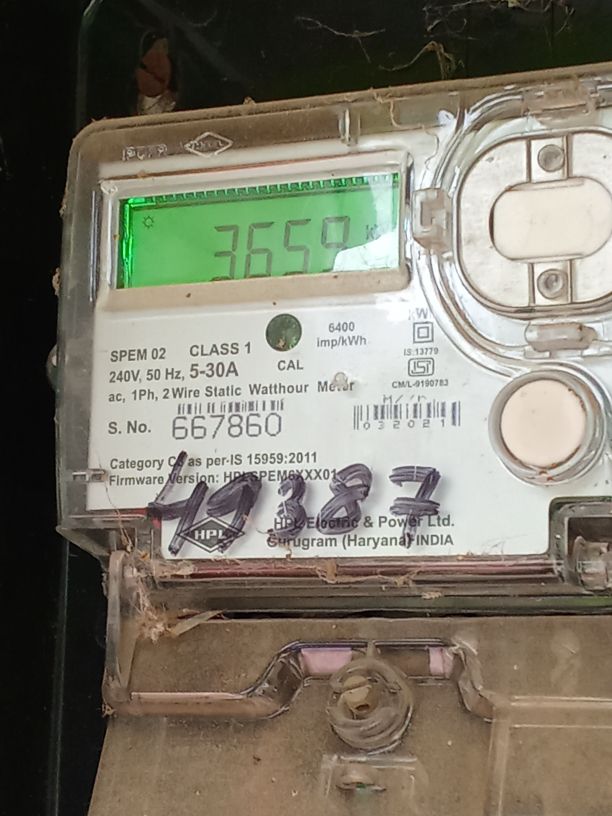 3659
6400
imp/kWh
SPEM 02 CLASS 1
CAL
IS:13779
240V, 50 Hz, 5-30A
CM/L-9190783
ac, 1Ph, 2 Wire Static Watthour Meter
S. No. 667860
032021
Category C as per-IS 15959:2011
Firmware Version: HPLSPEM6XXX01
49387
HPL
HPL Electric & Power Ltd.
Gurugram (Haryana) INDIA